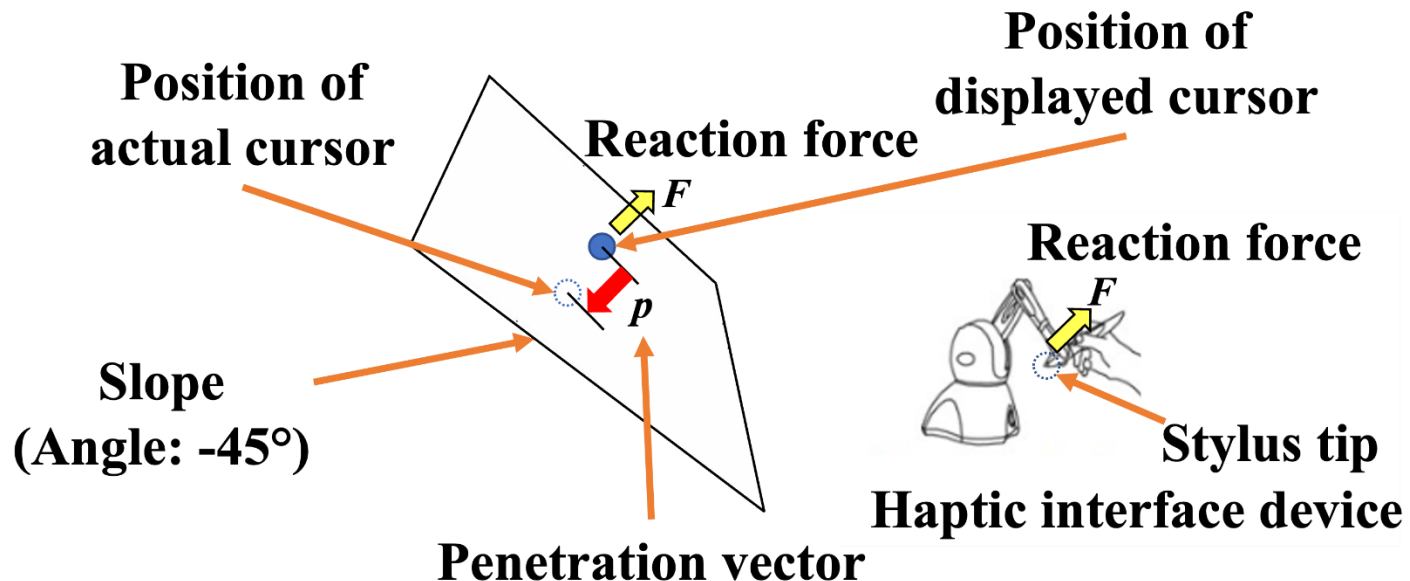 Position of
actual cursor
Reaction force
F
Position of
displayed cursor
p
Slope
(Angle: -45°)
Penetration vector
Reaction force
F
Stylus tip
Haptic interface device